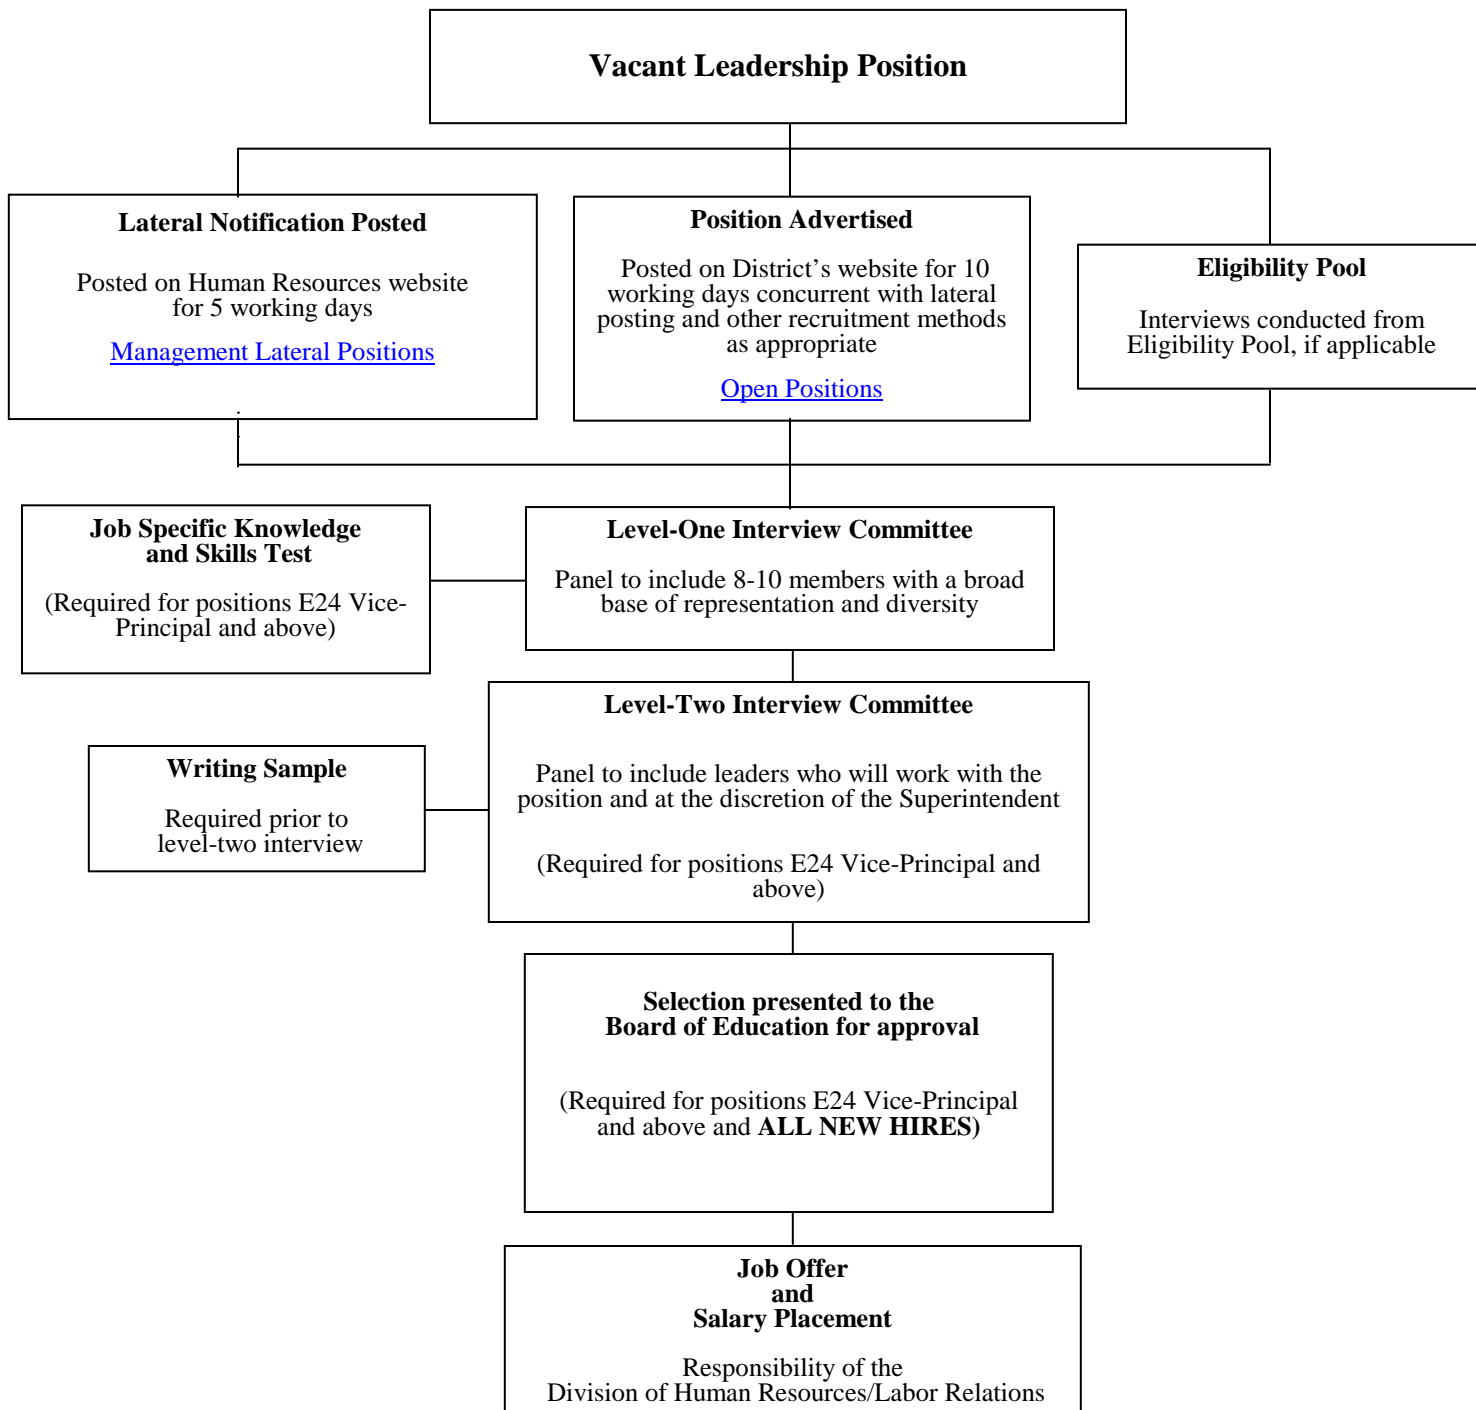 Vacant Leadership Position
Lateral Notification Posted
Posted on Human Resources website
for 5 working days
Management Lateral Positions
Position Advertised
Posted on District’s website for 10
working days concurrent with lateral
posting and other recruitment methods
as appropriate
Open Positions
Eligibility Pool
Interviews conducted from
Eligibility Pool, if applicable
Job Specific Knowledge
and Skills Test
(Required for positions E24 Vice-
Principal and above)
Level-One Interview Committee
Panel to include 8-10 members with a broad
base of representation and diversity
Level-Two Interview Committee
Panel to include leaders who will work with the
position and at the discretion of the Superintendent
(Required for positions E24 Vice-Principal and
above)
Writing Sample
Required prior to
level-two interview
Selection presented to the
Board of Education for approval
(Required for positions E24 Vice-Principal
and above and ALL NEW HIRES)
Job Offer
and
Salary Placement
Responsibility of the
Division of Human Resources/Labor Relations